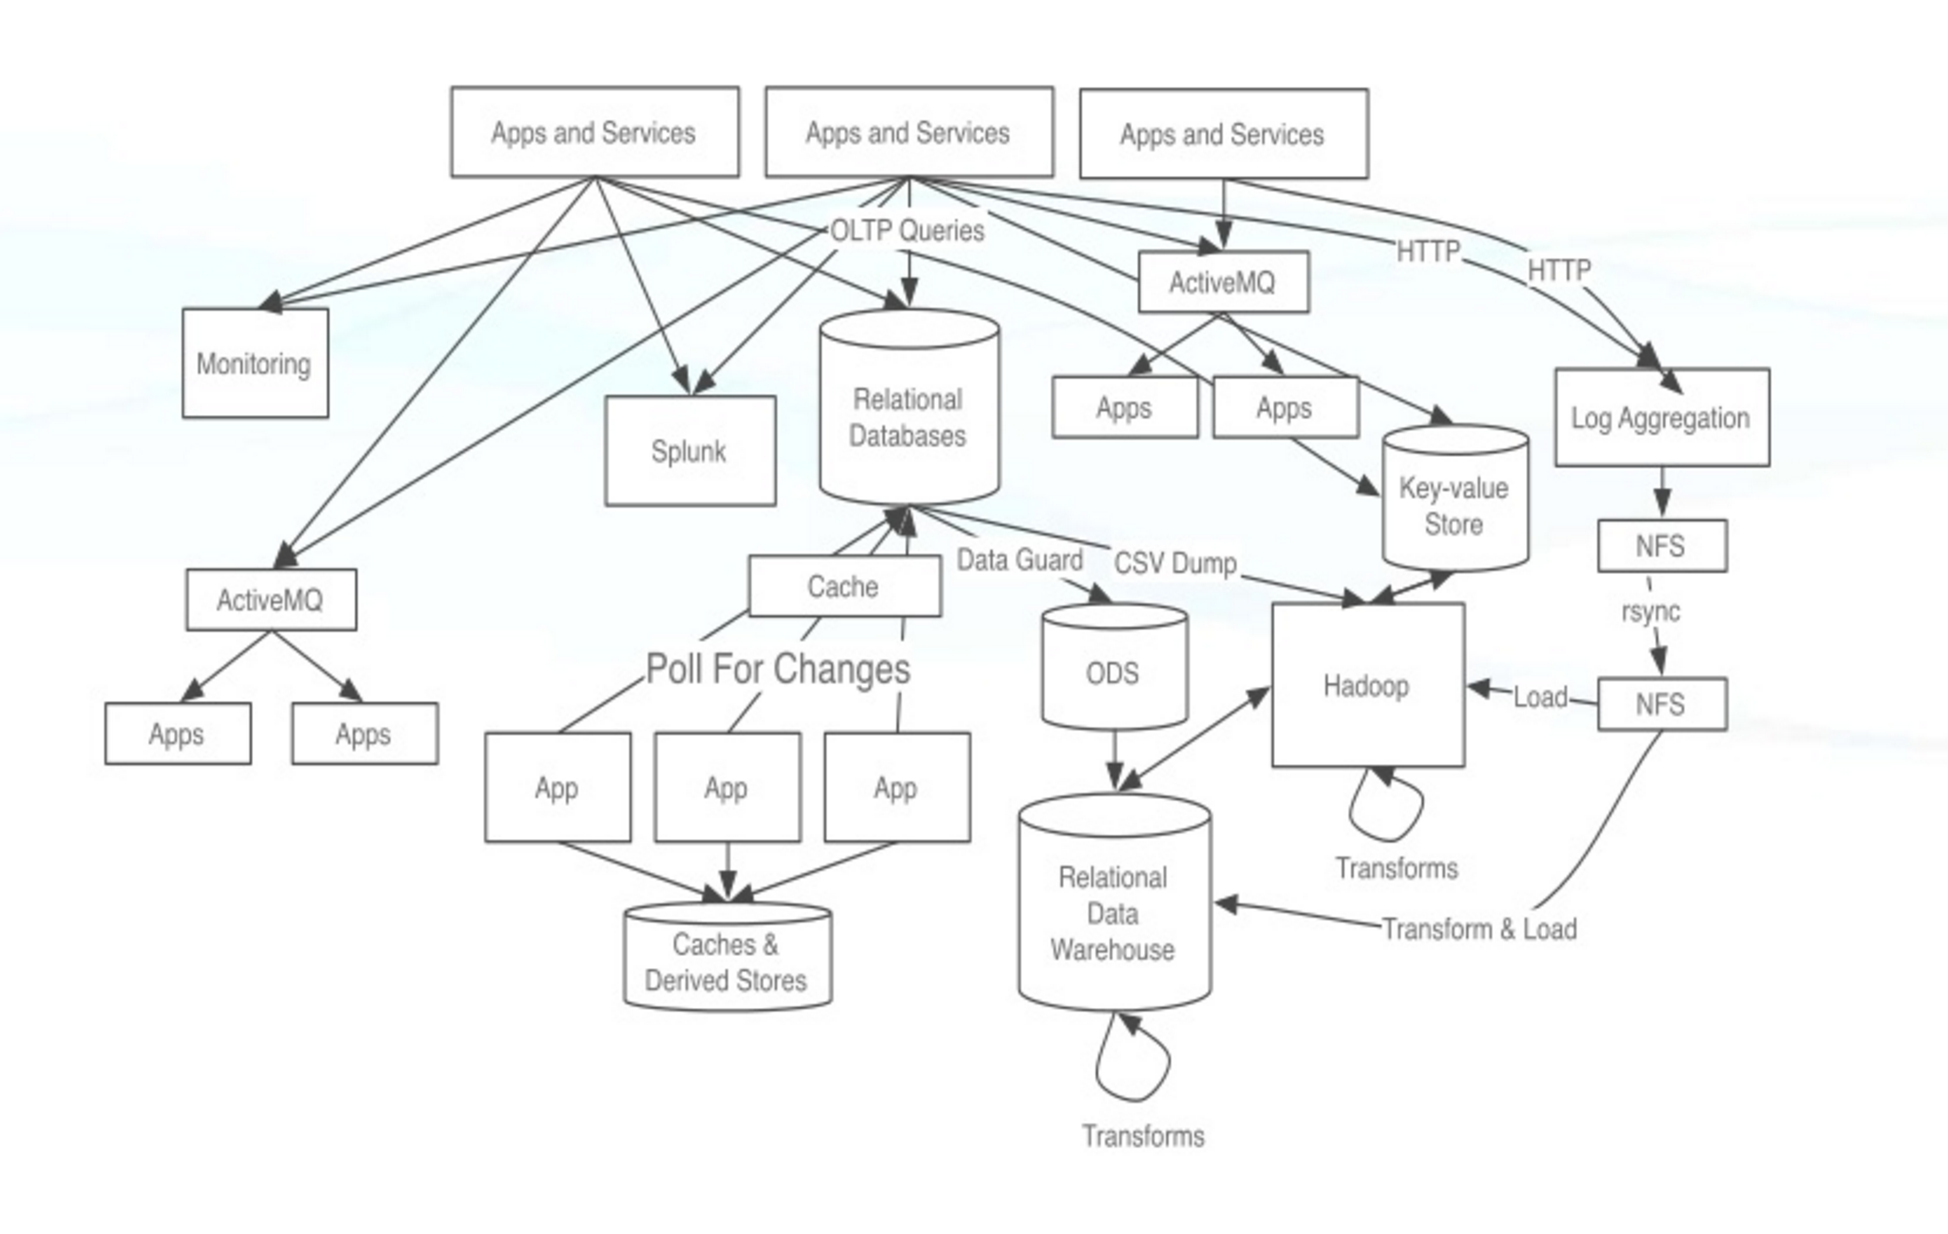 Apps and Services
Apps and Services
Apps and Services
OLTP Queries
HTTP
HTTP
ActiveMQ
Monitoring
Splunk
Relational
Databases
Apps
Apps
Log Aggregation
Key-value
Store
NFS
Data Guard
CSV Dump
Cache
ActiveMQ
rsync
Poll For Changes
ODS
Hadoop
Load
NFS
Apps
Apps
App
App
App
Transforms
Relational
Data
Warehouse
Transform & Load
Caches &
Derived Stores
Transforms